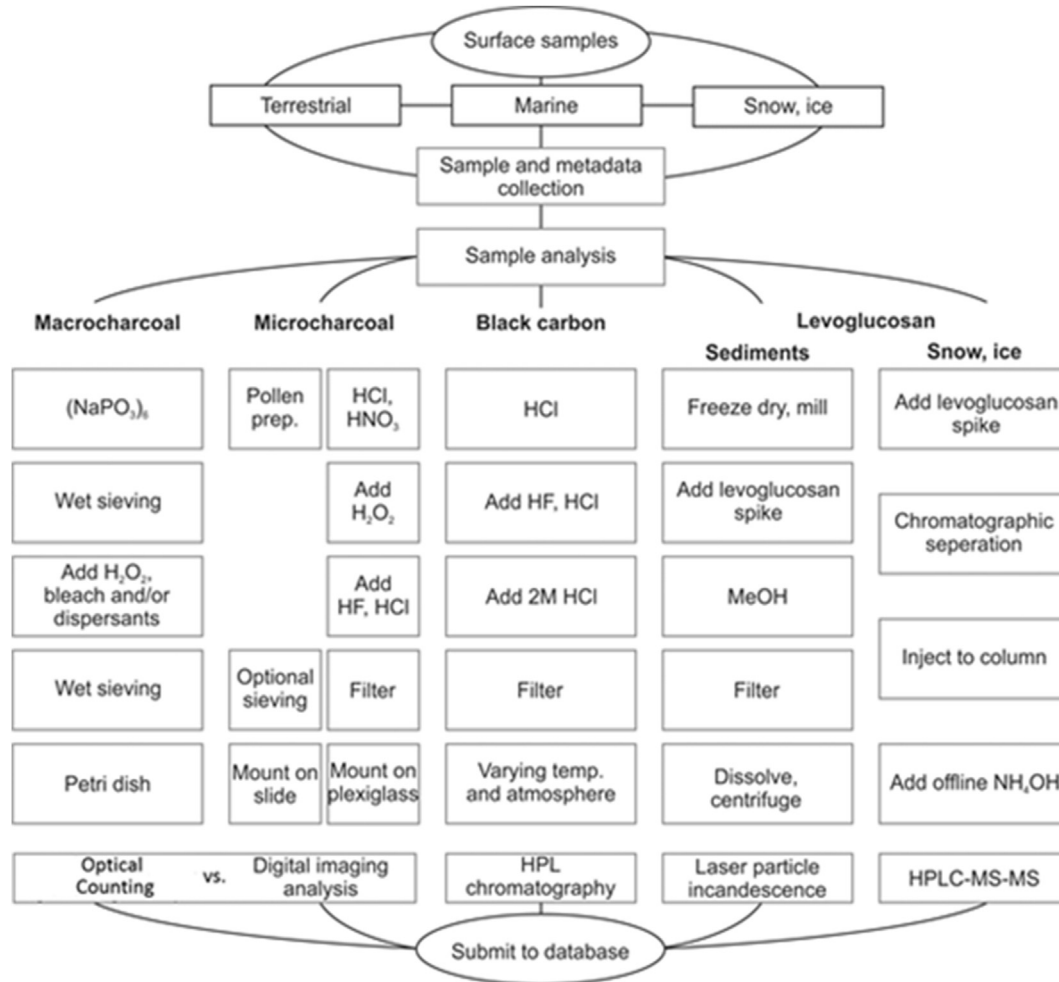 Surface samples
Terrestrial
Marine
Snow, ice
Sample and metadata
collection
Sample analysis
Macrocharcoal
Microcharcoal
Black carbon
Levoglucosan
Sediments
Snow, ice
(NaPO₃)₆
Wet sieving
Add H₂O₂,
bleach and/or
dispersants
Wet sieving
Petri dish
Pollen
prep.
Optional
sieving
Mount on
slide
HCl,
HNO₃
Add
H₂O₂
Add
HF, HCl
Filter
Mount on
plexiglass
HCl
Add HF, HCl
Add 2M HCl
Filter
Varying temp.
and atmosphere
Freeze dry, mill
Add levoglucosan
spike
MeOH
Filter
Dissolve,
centrifuge
Add levoglucosan
spike
Chromatographic
seperation
Inject to column
Add offline NH₄OH
Optical
Counting
vs.
Digital imaging
analysis
HPL
chromatography
Laser particle
incandescence
HPLC-MS-MS
Submit to database